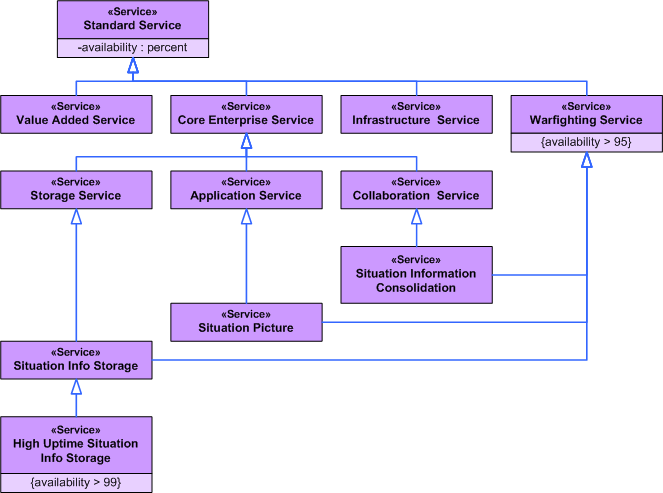 «Service»
Standard Service
-availability : percent
«Service»
Value Added Service
«Service»
Core Enterprise Service
«Service»
Infrastructure  Service
«Service»
Warfighting Service
{availability > 95}
«Service»
Storage Service
«Service»
Application Service
«Service»
Collaboration  Service
«Service»
Situation Information
Consolidation
«Service»
Situation Picture
«Service»
Situation Info Storage
«Service»
High Uptime Situation
Info Storage
{availability > 99}